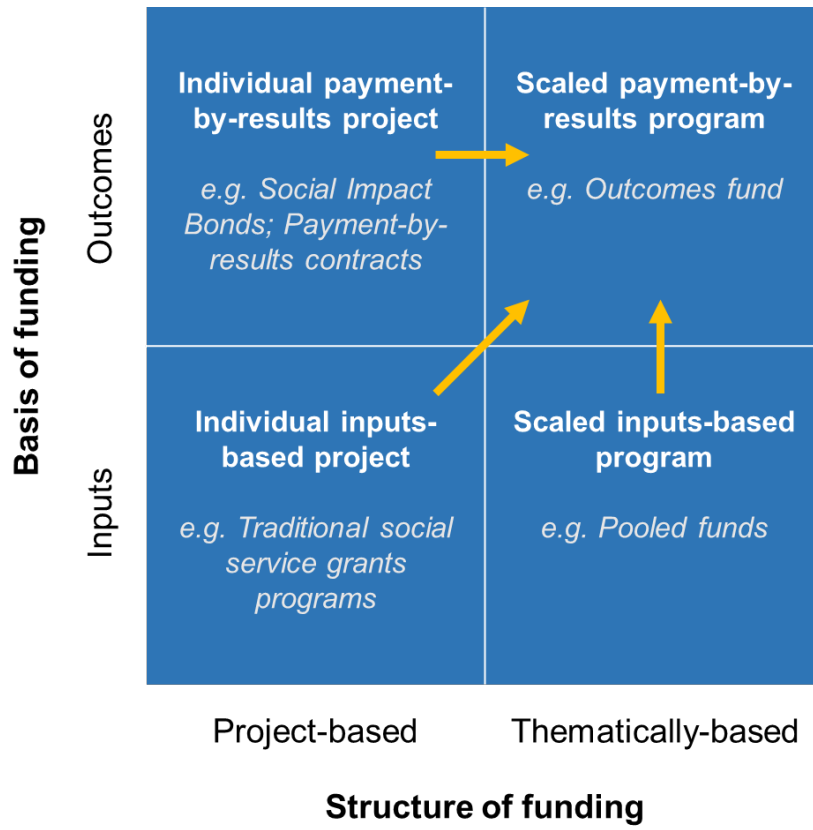 Basis of funding
Outcomes
Individual payment-
by-results project
e.g. Social Impact
Bonds; Payment-by-
results contracts
Scaled payment-by-
results program
e.g. Outcomes fund
Inputs
Individual inputs-
based project
e.g. Traditional social
service grants
programs
Scaled inputs-based
program
e.g. Pooled funds
Project-based
Thematically-based
Structure of funding